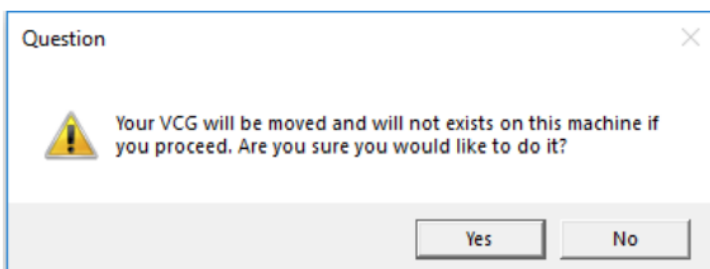 Question
Your VCG will be moved and will not exists on this machine if
you proceed. Are you sure you would like to do it?
Yes
No